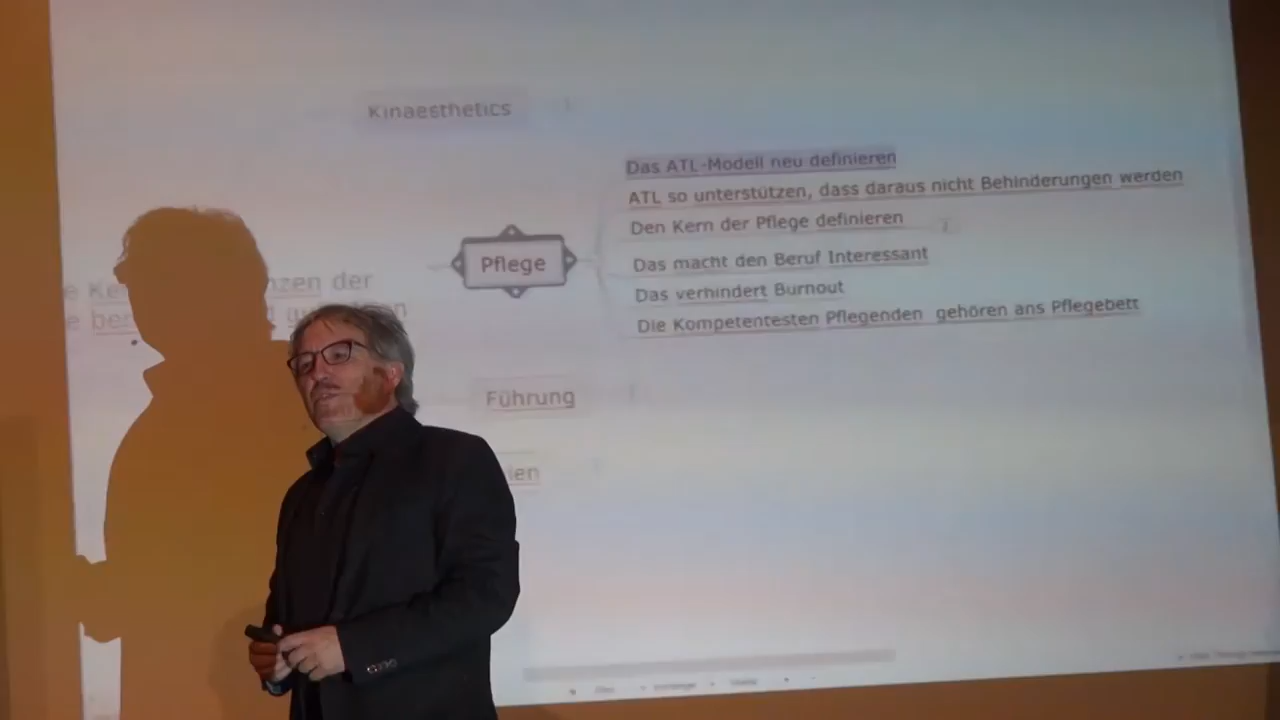 Kinaesthetics
Das ATL-Modell neu definieren
ATL so unterstützen, dass daraus nicht Behinderungen werden
Den Kern der Pflege definieren
Pflege
Das macht den Beruf Interessant
Das verhindert Burnout
Die Kompetentesten Pflegenden gehören ans Pflegebett
der
Führung